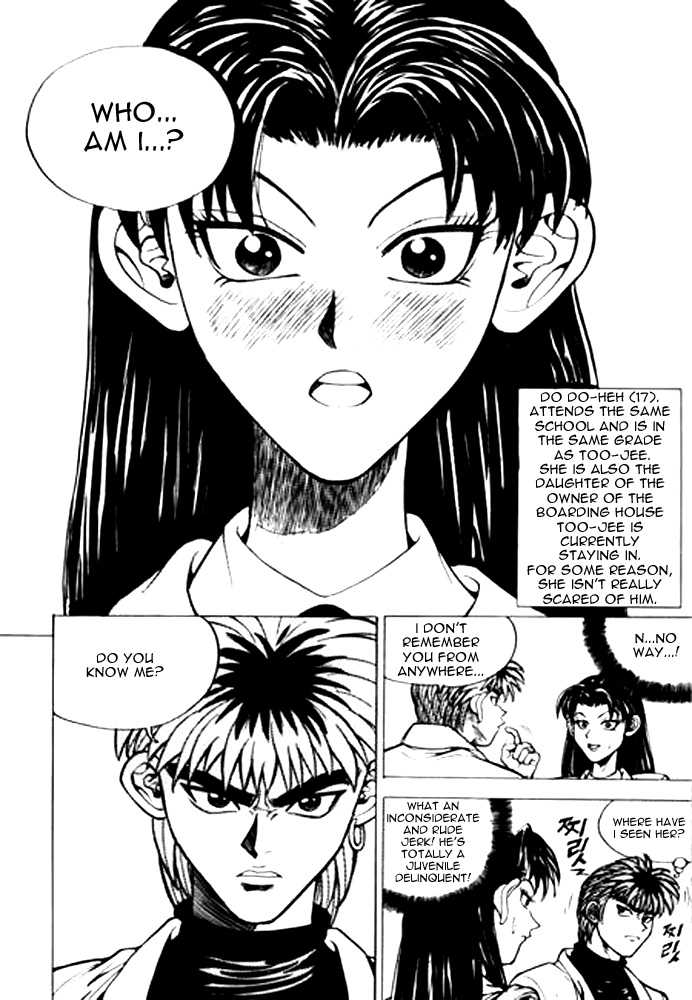 WHO...
AM I...?
DO DO-HEH (17).
ATTENDS THE SAME
SCHOOL AND IS IN
THE SAME GRADE
AS TOO-JEE.
SHE IS ALSO THE
DAUGHTER OF THE
OWNER OF THE
BOARDING HOUSE
TOO-JEE IS
CURRENTLY
STAYING IN.
FOR SOME REASON,
SHE ISN'T REALLY
SCARED OF HIM.
DO YOU
KNOW ME?
I DON'T
REMEMBER
YOU FROM
ANYWHERE...
N...NO
WAY...!
WHAT AN
INCONSIDERATE
AND RUDE
JERK! HE'S
TOTALLY A
JUVENILE
DELINQUENT!
찌릿
WHERE HAVE
I SEEN HER?
찌릿